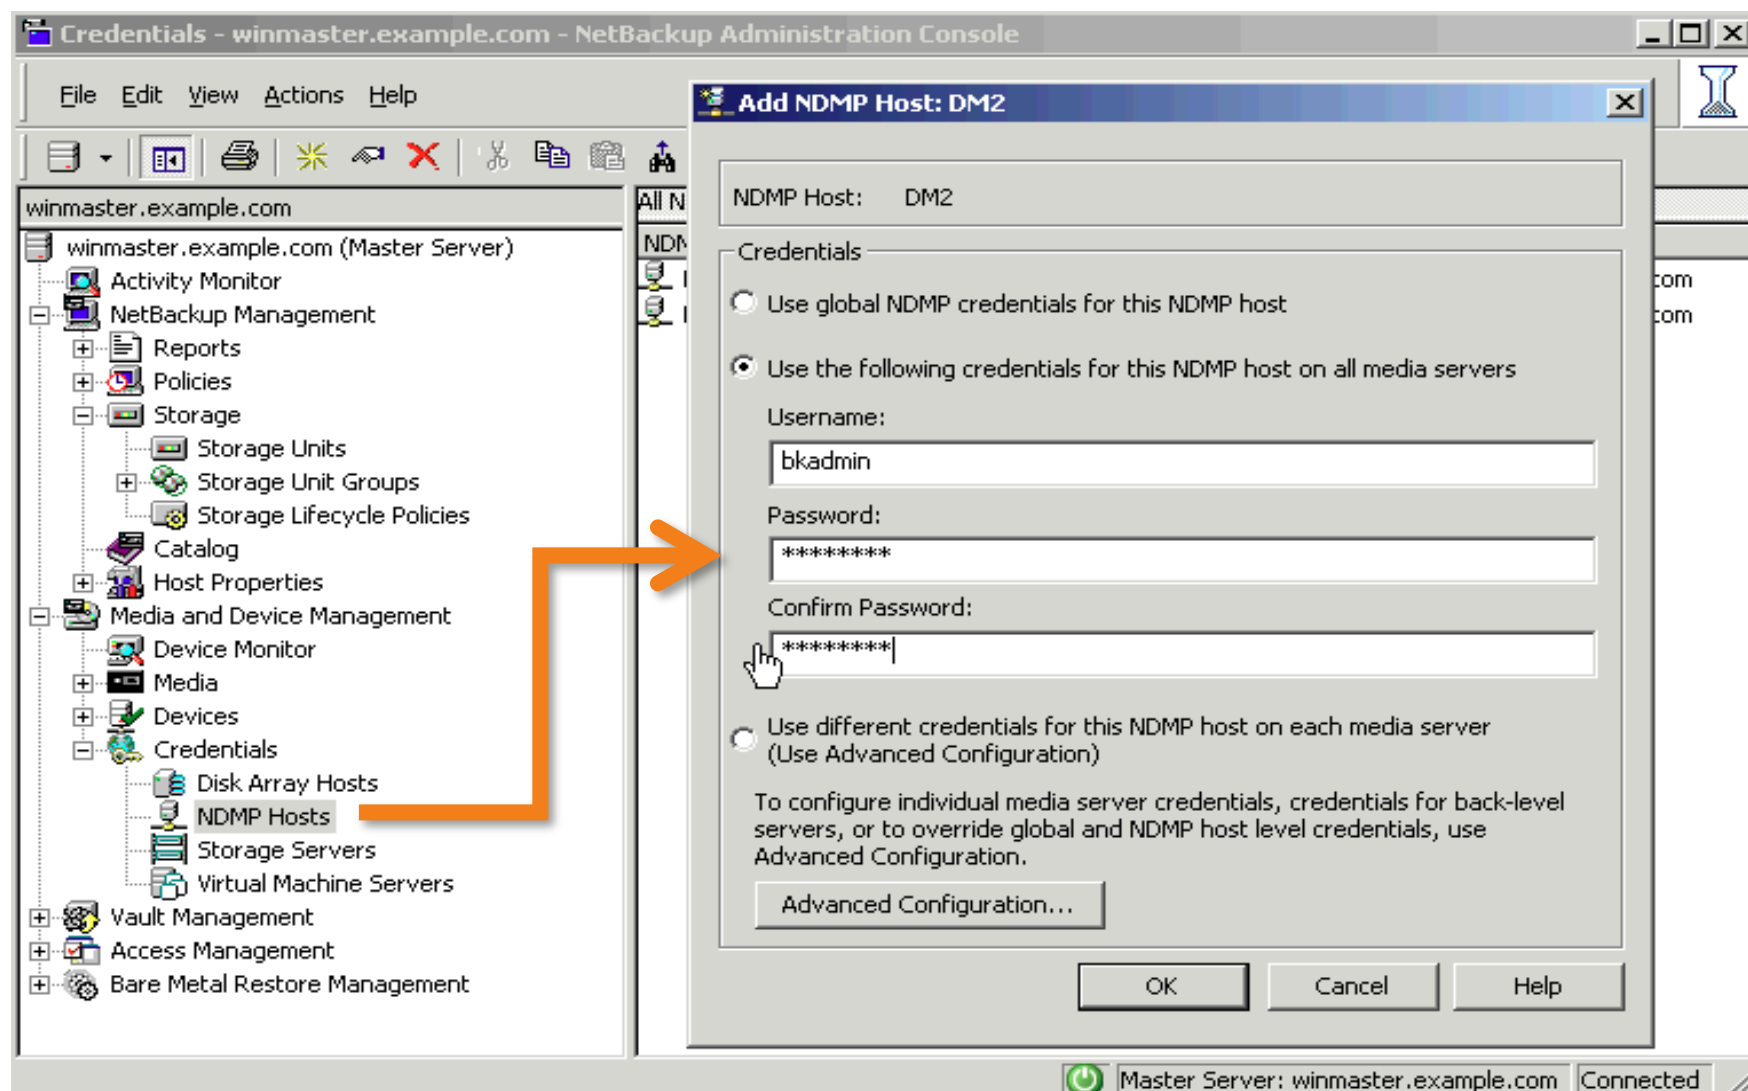 Credentials - winmaster.example.com - NetBackup Administration Console
File Edit View Actions Help
winmaster.example.com
winmaster.example.com (Master Server)
Activity Monitor
NetBackup Management
Reports
Policies
Storage
Storage Units
Storage Unit Groups
Storage Lifecycle Policies
Catalog
Host Properties
Media and Device Management
Device Monitor
Media
Devices
Credentials
Disk Array Hosts
NDMP Hosts
Storage Servers
Virtual Machine Servers
Vault Management
Access Management
Bare Metal Restore Management
All N
NDM
com
com
Add NDMP Host: DM2
NDMP Host: DM2
Credentials
Use global NDMP credentials for this NDMP host
Use the following credentials for this NDMP host on all media servers
Username:
bkadmin
Password:
********
Confirm Password:
********
Use different credentials for this NDMP host on each media server
(Use Advanced Configuration)
To configure individual media server credentials, credentials for back-level
servers, or to override global and NDMP host level credentials, use
Advanced Configuration.
Advanced Configuration...
OK Cancel Help
Master Server: winmaster.example.com Connected